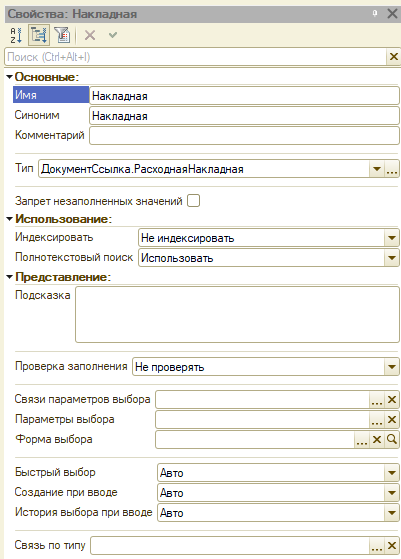 Свойства: Накладная
Поиск (Ctrl+Alt+I)
Основные:
Имя Накладная
Синоним Накладная
Комментарий
Тип ДокументСсылка.РасходнаяНакладная
Запрет незаполненных значений
Использование:
Индексировать Не индексировать
Полнотекстовый поиск Использовать
Представление:
Подсказка
Проверка заполнения Не проверять
Связи параметров выбора
Параметры выбора
Форма выбора
Быстрый выбор Авто
Создание при вводе Авто
История выбора при вводе Авто
Связь по типу